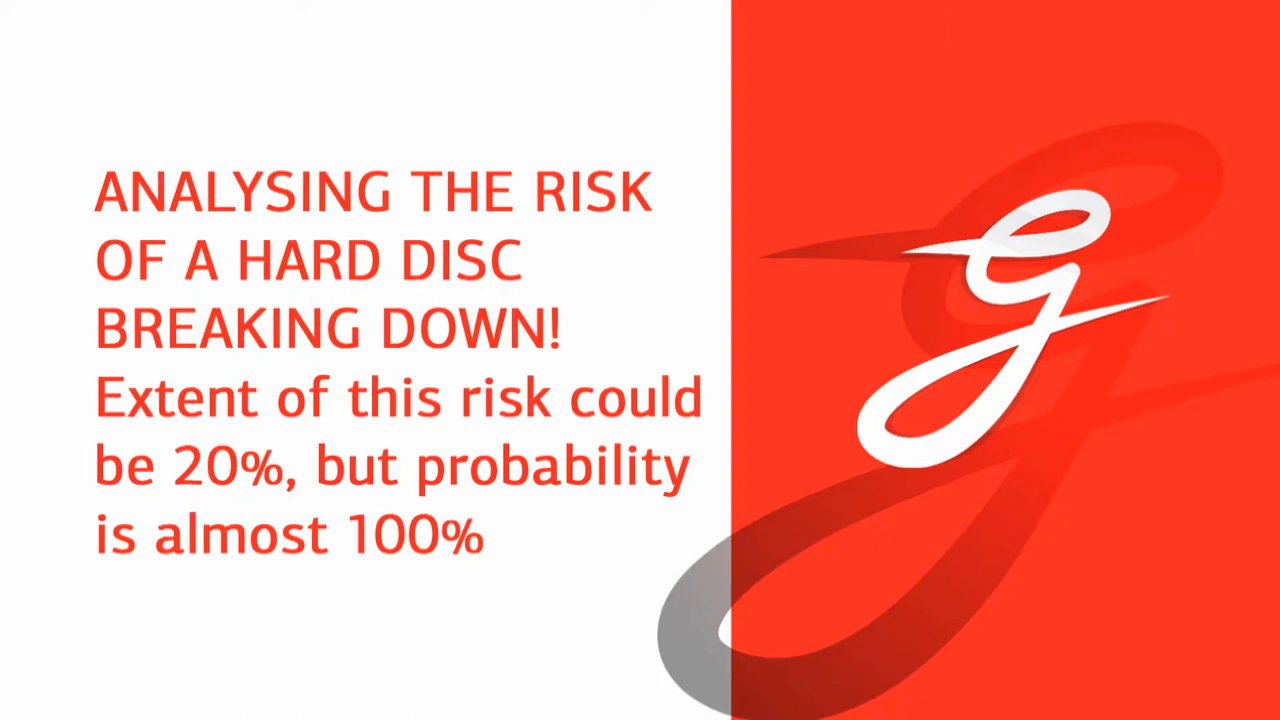 ANALYSING THE RISK
OF A HARD DISC
BREAKING DOWN!
Extent of this risk could
be 20%, but probability
is almost 100%